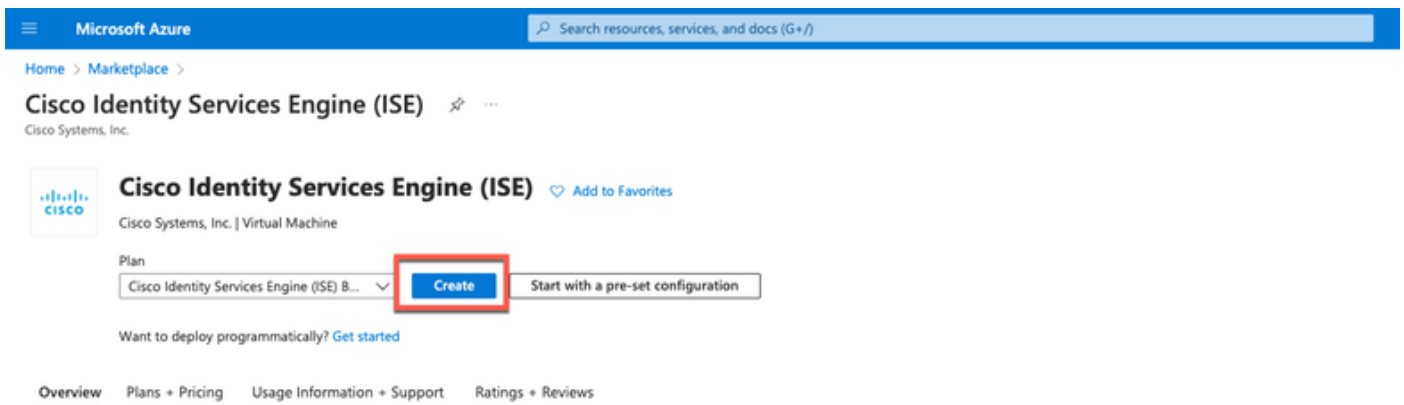 Microsoft Azure
Search resources, services, and docs (G+/)
Home > Marketplace >
Cisco Identity Services Engine (ISE) ...
Cisco Systems, Inc.
CISCO
Cisco Identity Services Engine (ISE) Add to Favorites
Cisco Systems, Inc. | Virtual Machine
Plan
Cisco Identity Services Engine (ISE) B... Create Start with a pre-set configuration
Want to deploy programmatically? Get started
Overview Plans + Pricing Usage Information + Support Ratings + Reviews